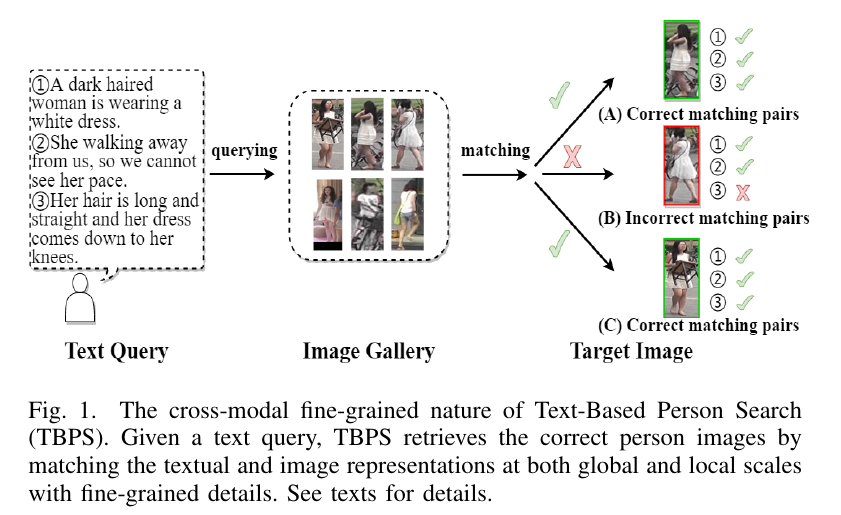 ①A dark haired
woman is wearing a
white dress.
②She walking away
from us, so we cannot
see her pace.
③Her hair is long and
straight and her dress
comes down to her
knees.
Text Query
querying
Image Gallery
matching
①
②
③
(A) Correct matching pairs
①
②
③
(B) Incorrect matching pairs
①
②
③
(C) Correct matching pairs
Target Image
Fig. 1. The cross-modal fine-grained nature of Text-Based Person Search
(TBPS). Given a text query, TBPS retrieves the correct person images by
matching the textual and image representations at both global and local scales
with fine-grained details. See texts for details.